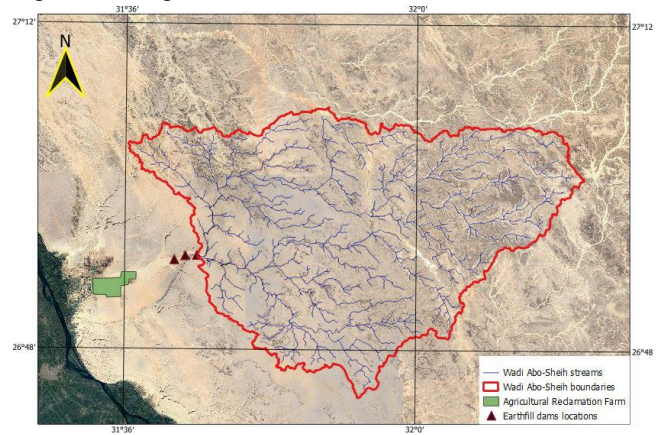 31°36' 32°0'
27°12' 27°12'
N
26°48' 26°48'
Wadi Abo-Sheih streams
Wadi Abo-Sheih boundaries
Agricultural Redamation Farm
Earthfill dams locations
31°36' 32°0'